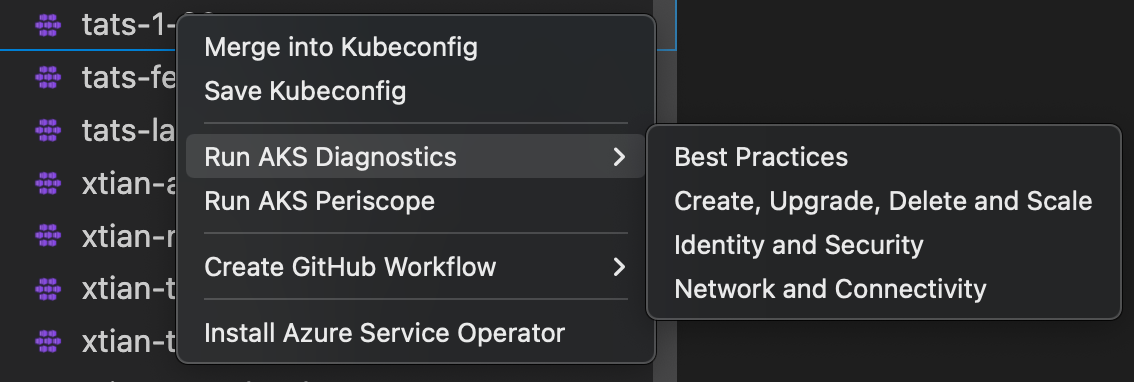 tats-1-
tats-fe
tats-la
xtian-a
xtian-r
xtian-t
xtian-t
Merge into Kubeconfig
Save Kubeconfig
Run AKS Diagnostics
Run AKS Periscope
Create GitHub Workflow
Install Azure Service Operator
Best Practices
Create, Upgrade, Delete and Scale
Identity and Security
Network and Connectivity